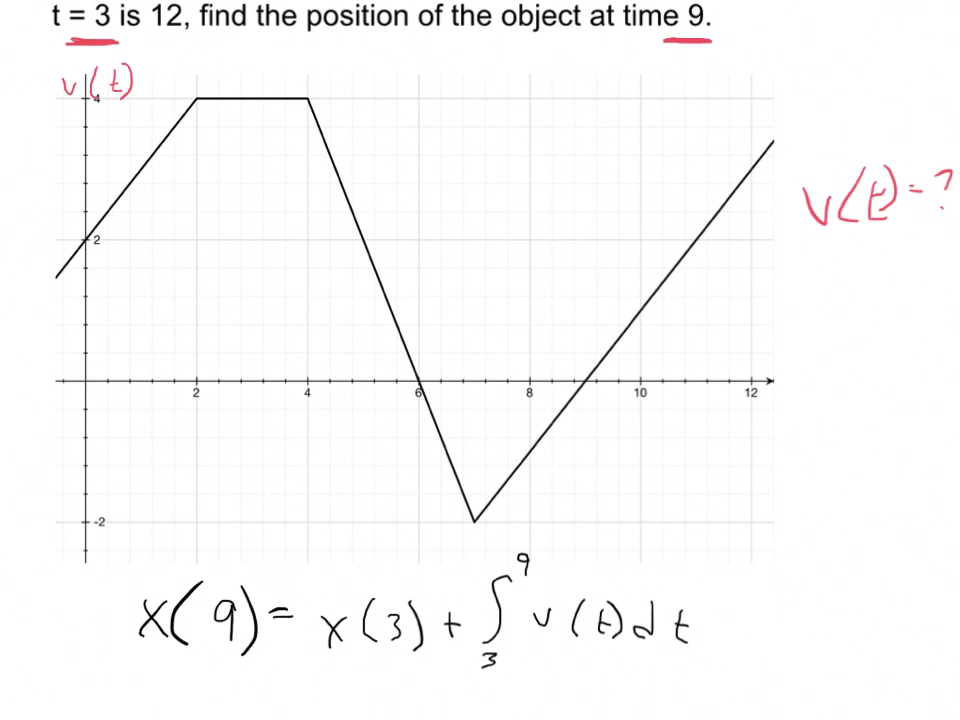 t = 3 is 12, find the position of the object at time 9.
v(t)
4
v(t)=?
2
2 4 6 8 10 12
-2
x(9)= x(3) + ∫₃⁹ v(t)dt